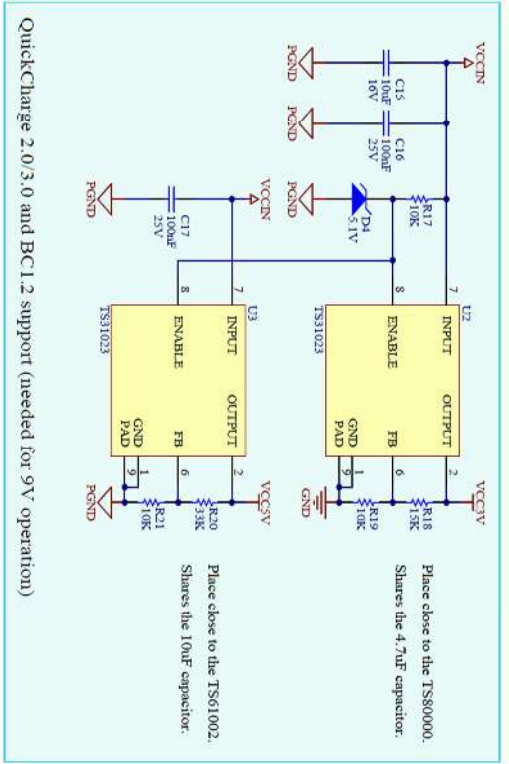 VCCIN
C15
10uF
16V
PGND
C16
100nF
25V
PGND
R17
10K
D4
5.1V
PGND
U2
7
INPUT
OUTPUT
2
8
ENABLE
FB
6
GND
1
PAD
9
TS31023
VCC3V
R18
15K
R19
10K
GND
Place close to the TS80000.
Shares the 4.7uF capacitor.
VCCIN
C17
100nF
25V
PGND
U3
7
INPUT
OUTPUT
2
8
ENABLE
FB
6
GND
1
PAD
9
TS31023
VCC5V
R20
33K
R21
10K
PGND
Place close to the TS61002.
Shares the 10uF capacitor.
QuickCharge 2.0/3.0 and BC1.2 support (needed for 9V operation)